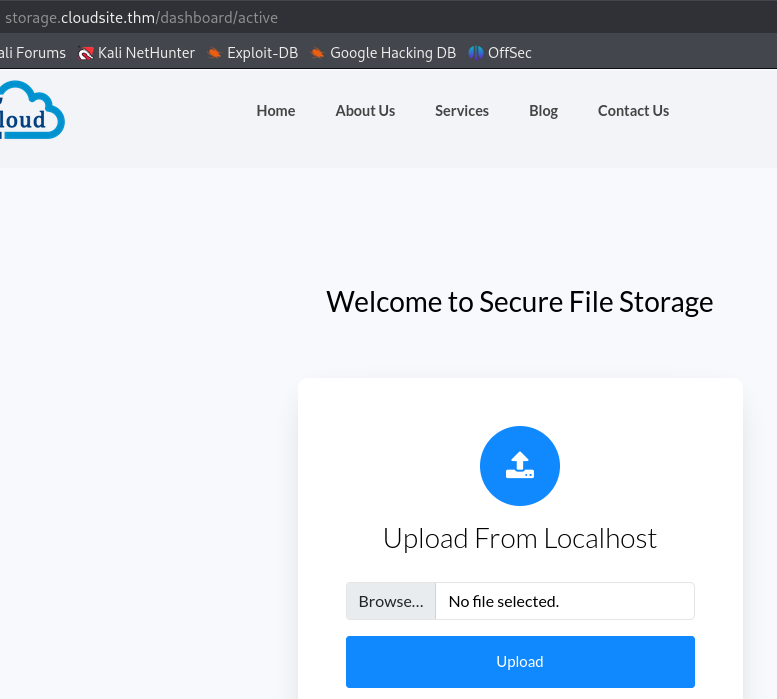 storage.cloudsite.thm/dashboard/active
ali Forums Kali NetHunter Exploit-DB Google Hacking DB OffSec
loud
Home About Us Services Blog Contact Us
Welcome to Secure File Storage
Upload From Localhost
Browse... No file selected.
Upload